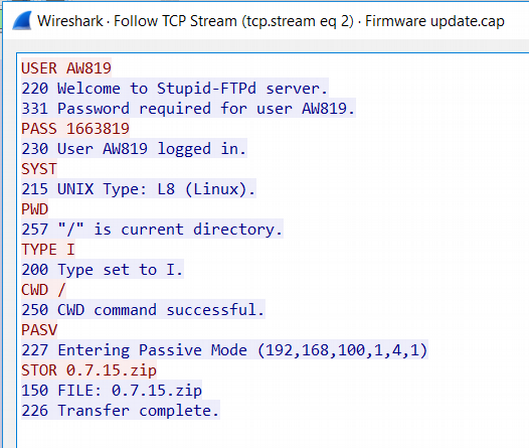 Wireshark · Follow TCP Stream (tcp.stream eq 2) · Firmware update.cap
USER AW819
220 Welcome to Stupid-FTPd server.
331 Password required for user AW819.
PASS 1663819
230 User AW819 logged in.
SYST
215 UNIX Type: L8 (Linux).
PWD
257 "/" is current directory.
TYPE I
200 Type set to I.
CWD /
250 CWD command successful.
PASV
227 Entering Passive Mode (192,168,100,1,4,1)
STOR 0.7.15.zip
150 FILE: 0.7.15.zip
226 Transfer complete.